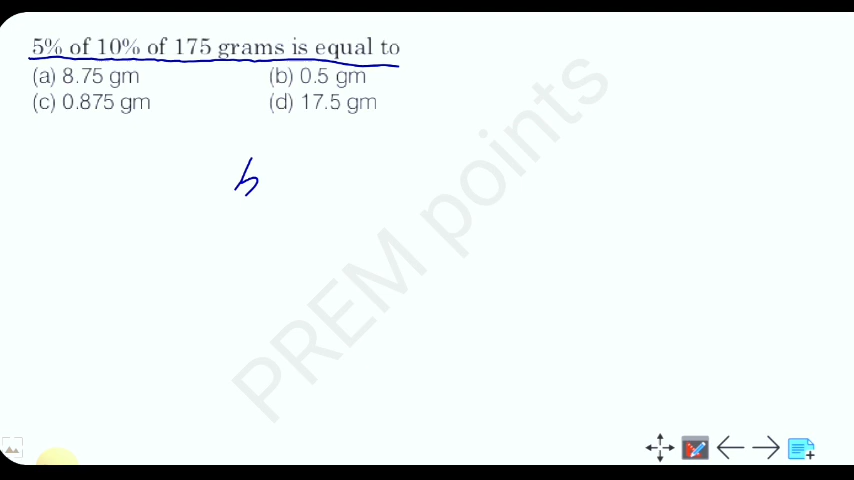 5% of 10% of 175 grams is equal to
(a) 8.75 gm (b) 0.5 gm
(c) 0.875 gm (d) 17.5 gm
PREM points